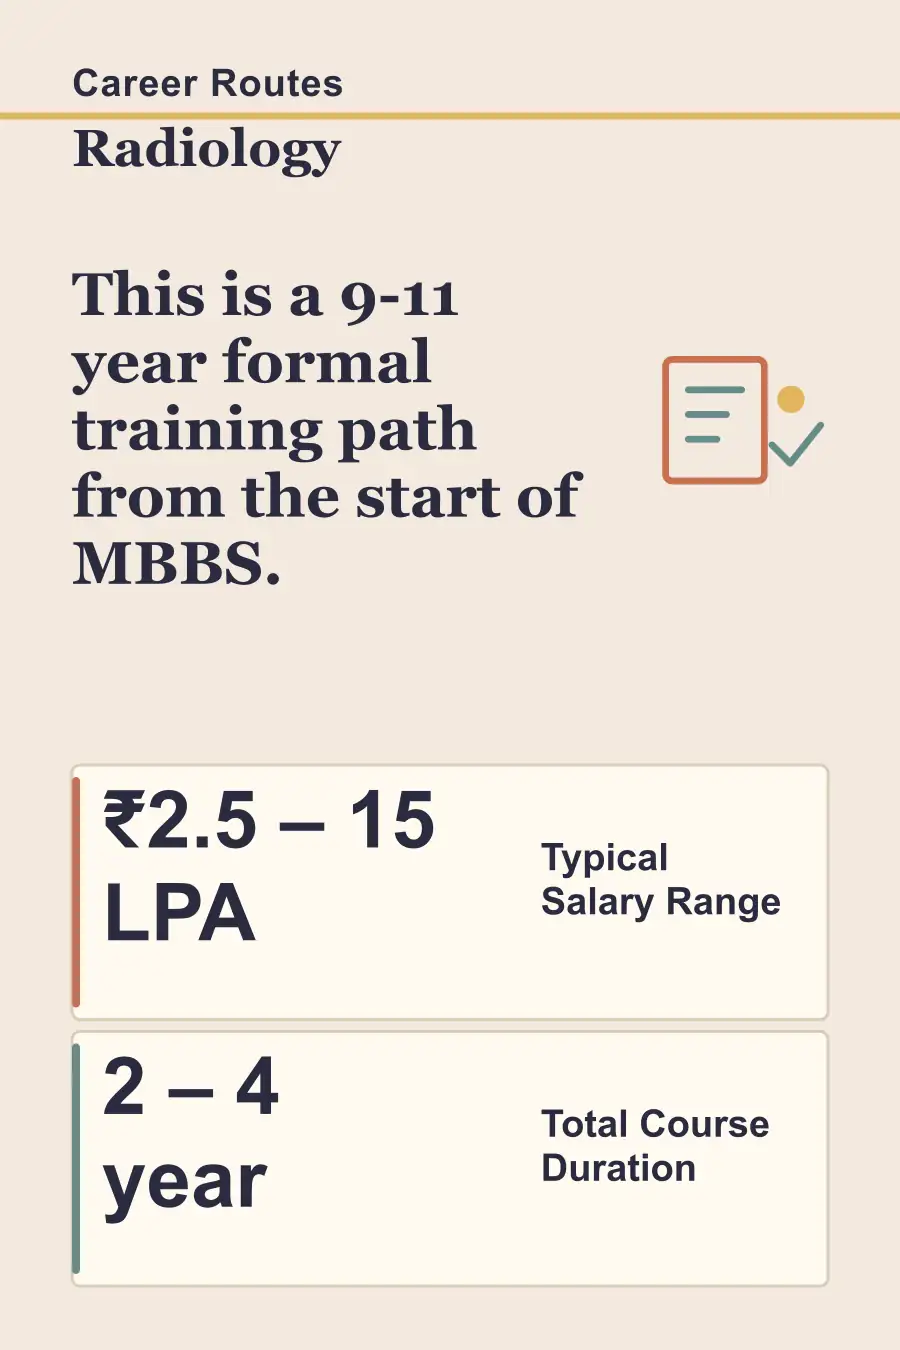 Career Routes
Radiology
This is a 9-11
year formal
training path
from the start of
MBBS.
₹2.5 – 15
LPA
Typical
Salary Range
2 – 4
year
Total Course
Duration